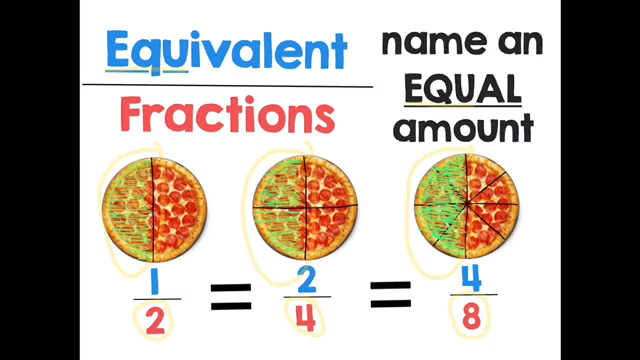 Equivalent
Fractions
name an
EQUAL
amount
1/2 = 2/4 = 4/8